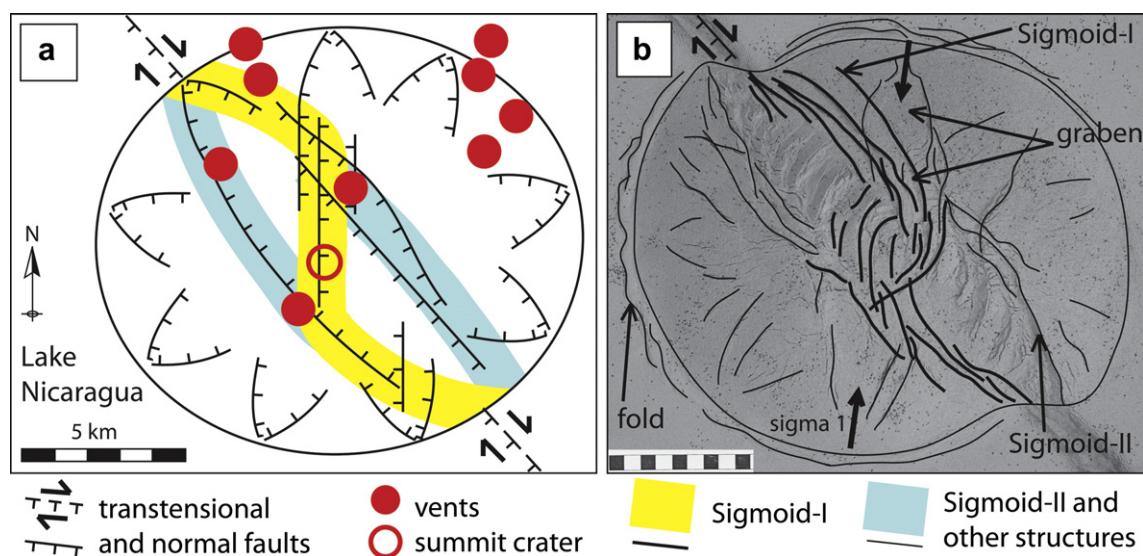 a
N
Lake
Nicaragua
5 km
b
Sigmoid-I
graben
fold
sigma 1
Sigmoid-II
transtensional
and normal faults
vents
summit crater
Sigmoid-I
Sigmoid-II and
other structures